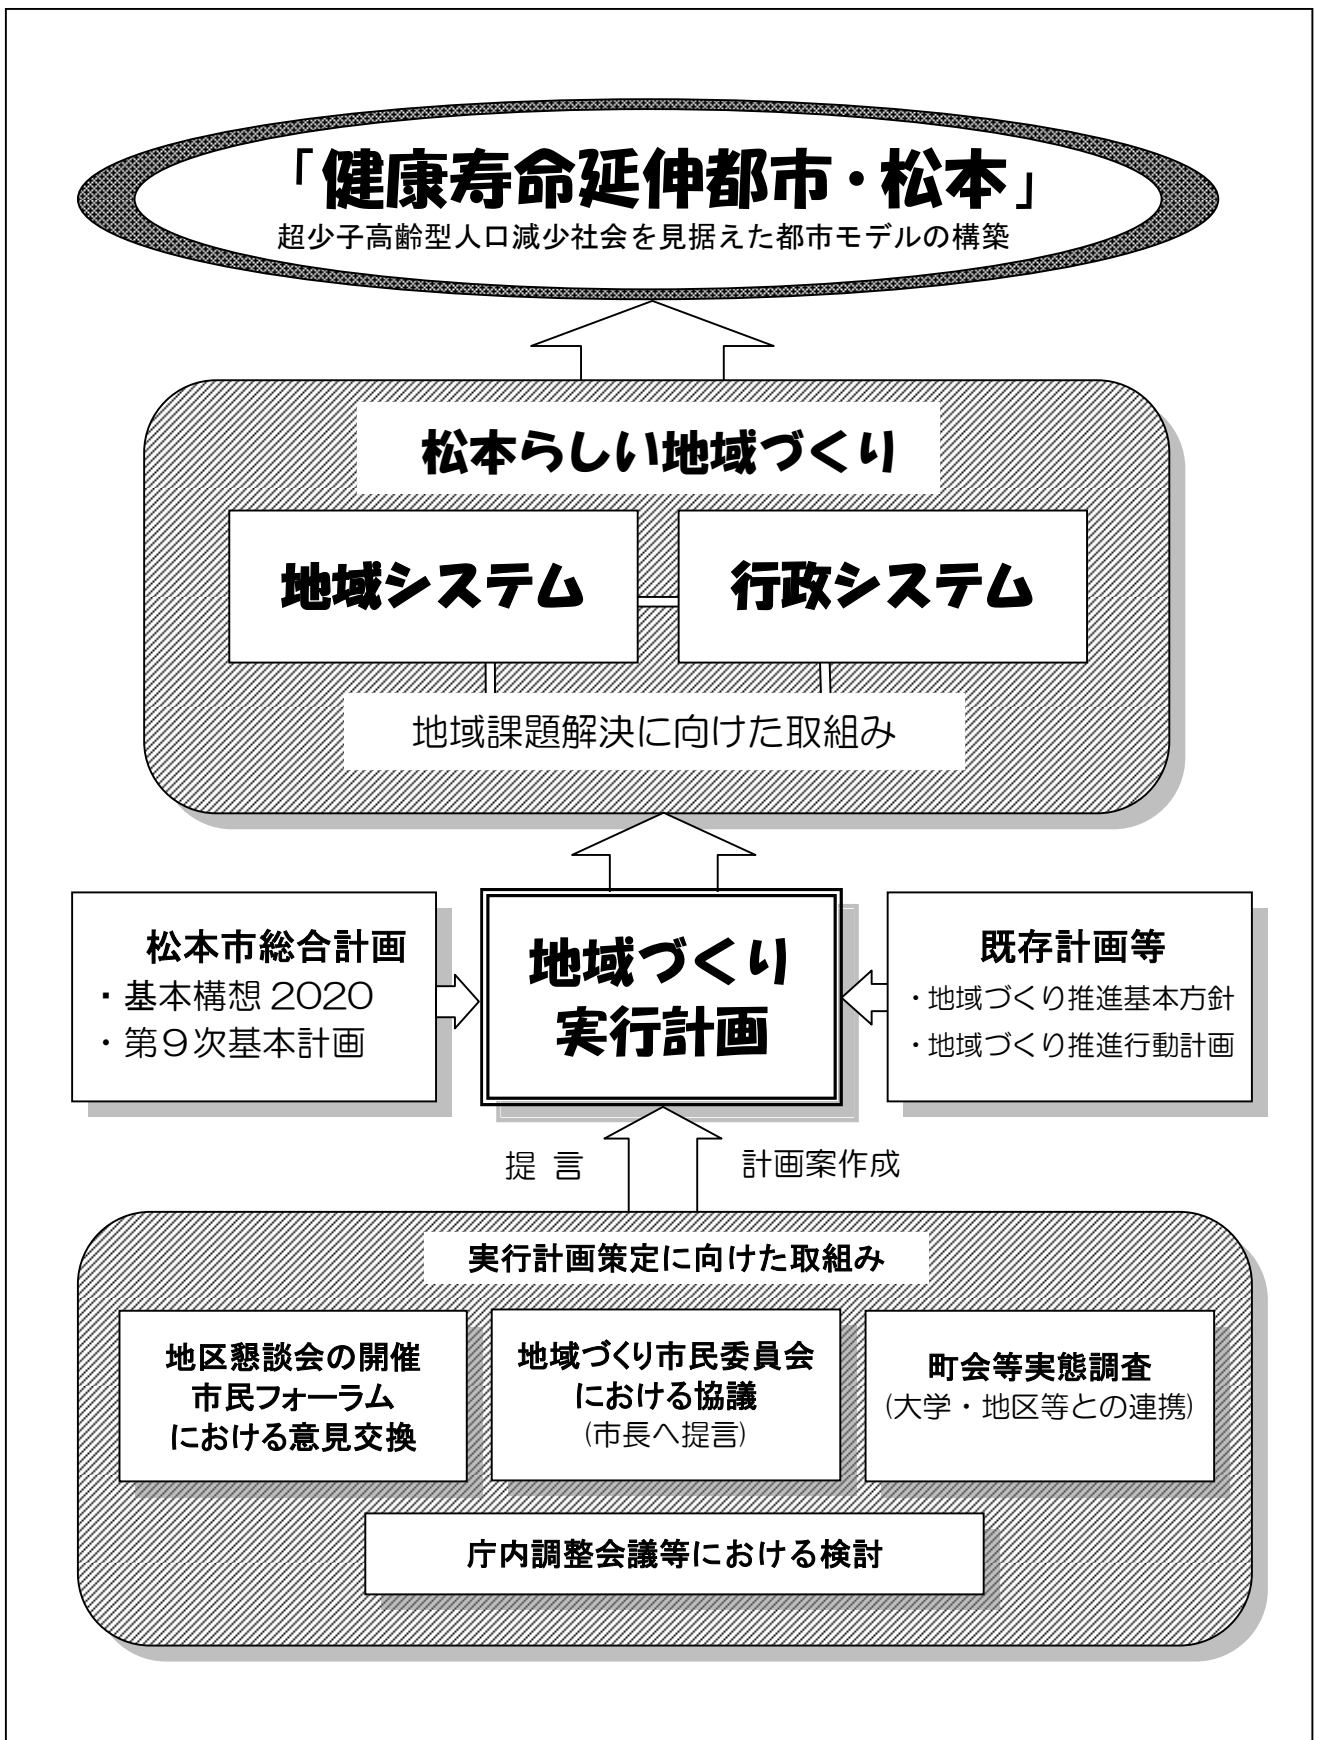 「健康寿命延伸都市・松本」
超少子高齢型人口減少社会を見据えた都市モデルの構築
松本らしい地域づくり
地域システム
行政システム
地域課題解決に向けた取組み
松本市総合計画
・基本構想 2020
・第９次基本計画
地域づくり
実行計画
既存計画等
・地域づくり推進基本方針
・地域づくり推進行動計画
提 言
計画案作成
実行計画策定に向けた取組み
地区懇談会の開催
市民フォーラム
における意見交換
地域づくり市民委員会
における協議
(市長へ提言)
町会等実態調査
(大学・地区等との連携)
庁内調整会議等における検討